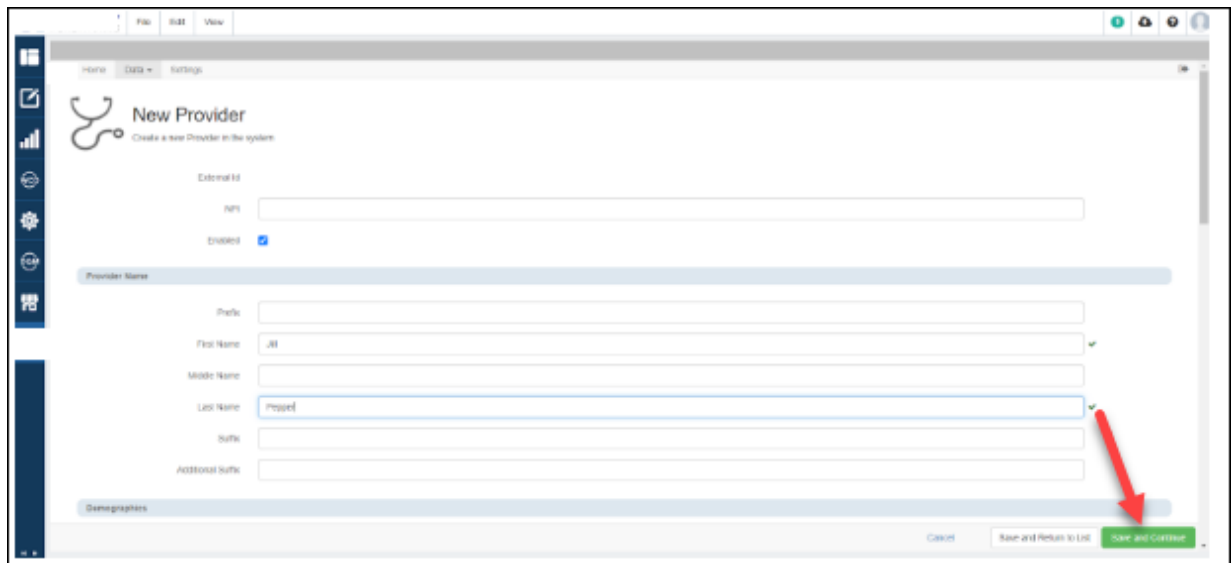 File Edit View
Home Data Settings
New Provider
Create a new Provider in the system
External Id
NPI
Enabled
Provider Name
Prefix
First Name Jill
Middle Name
Last Name Peppel
Suffix
Additional Suffix
Demographics
Cancel Save and Return to List Save and Continue